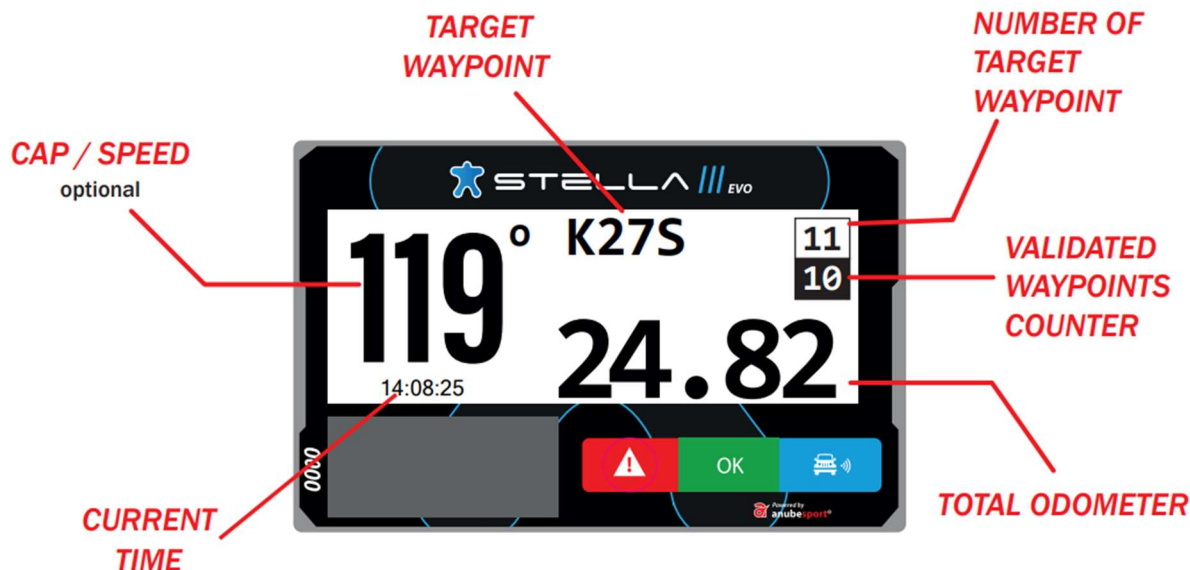 TARGET
WAYPOINT
NUMBER OF
TARGET
WAYPOINT
CAP / SPEED
optional
STELLA III EVO
119°
K27S
11
10
VALIDATED
WAYPOINTS
COUNTER
24.82
14:08:25
0000
!
OK
Powered by
anubesport®
CURRENT
TIME
TOTAL ODOMETER